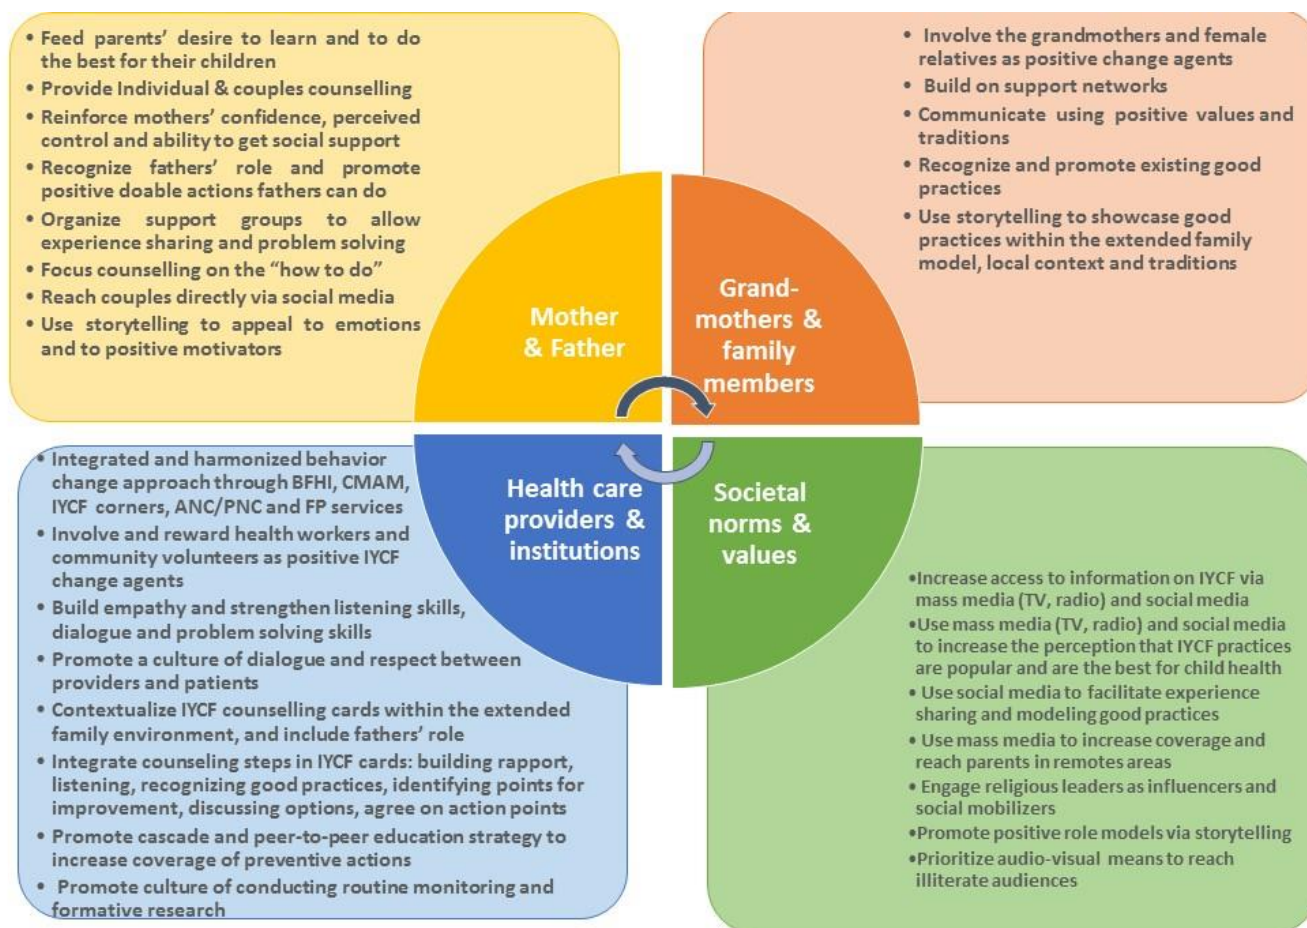 • Feed parents' desire to learn and to do
the best for their children
• Provide Individual & couples counselling
• Reinforce mothers' confidence, perceived
control and ability to get social support
• Recognize fathers' role and promote
positive doable actions fathers can do
• Organize support groups to allow
experience sharing and problem solving
• Focus counselling on the “how to do”
• Reach couples directly via social media
• Use storytelling to appeal to emotions
and to positive motivators
• Involve the grandmothers and female
relatives as positive change agents
• Build on support networks
• Communicate using positive values and
traditions
• Recognize and promote existing good
practices
• Use storytelling to showcase good
practices within the extended family
model, local context and traditions
Mother
& Father
Grand-
mothers &
family
members
Health care
providers &
institutions
Societal
norms &
values
• Integrated and harmonized behavior
change approach through BFHI, CMAM,
IYCF corners, ANC/PNC and FP services
• Involve and reward health workers and
community volunteers as positive IYCF
change agents
• Build empathy and strengthen listening skills,
dialogue and problem solving skills
• Promote a culture of dialogue and respect between
providers and patients
• Contextualize IYCF counselling cards within the extended
family environment, and include fathers' role
• Integrate counseling steps in IYCF cards: building rapport,
listening, recognizing good practices, identifying points for
improvement, discussing options, agree on action points
• Promote cascade and peer-to-peer education strategy to
increase coverage of preventive actions
• Promote culture of conducting routine monitoring and
formative research
•Increase access to information on IYCF via
mass media (TV, radio) and social media
•Use mass media (TV, radio) and social media
to increase the perception that IYCF practices
are popular and are the best for child health
• Use social media to facilitate experience
sharing and modeling good practices
• Use mass media to increase coverage and
reach parents in remotes areas
• Engage religious leaders as influencers and
social mobilizers
•Promote positive role models via storytelling
•Prioritize audio-visual means to reach
illiterate audiences